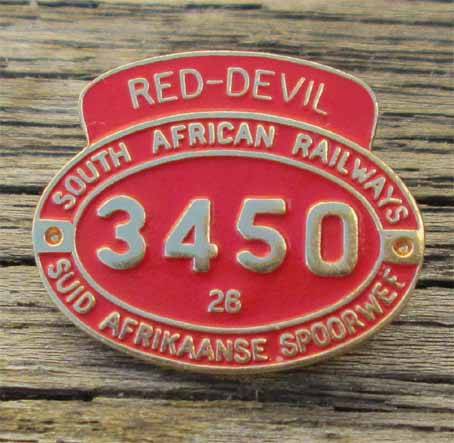 RED-DEVIL
SOUTH AFRICAN RAILWAYS
3450
26
SUID AFRIKAANSE SPOORWEË